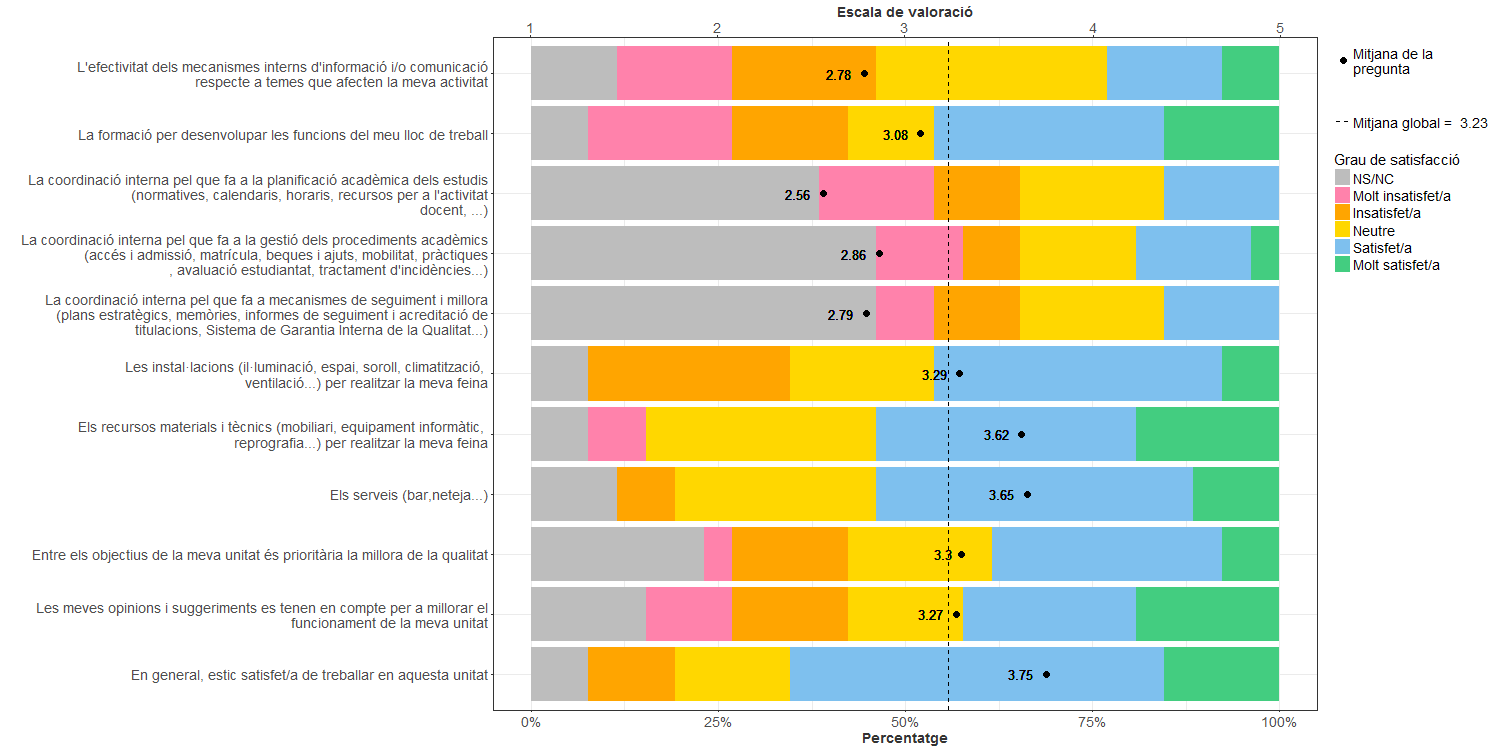 Escala de valoració
1 2 3 4 5
L'efectivitat dels mecanismes interns d'informació i/o comunicació
respecte a temes que afecten la meva activitat
2.78
La formació per desenvolupar les funcions del meu lloc de treball
3.08
La coordinació interna pel que fa a la planificació acadèmica dels estudis
(normatives, calendaris, horaris, recursos per a l'activitat
docent, ...)
2.56
La coordinació interna pel que fa a la gestió dels procediments acadèmics
(accés i admissió, matrícula, beques i ajuts, mobilitat, pràctiques
, avaluació estudiantat, tractament d'incidències...)
2.86
La coordinació interna pel que fa a mecanismes de seguiment i millora
(plans estratègics, memòries, informes de seguiment i acreditació de
titulacions, Sistema de Garantia Interna de la Qualitat...)
2.79
Les instal·lacions (il·luminació, espai, soroll, climatització,
ventilació...) per realitzar la meva feina
3.29
Els recursos materials i tècnics (mobiliari, equipament informàtic,
reprografia...) per realitzar la meva feina
3.62
Els serveis (bar,neteja...)
3.65
Entre els objectius de la meva unitat és prioritària la millora de la qualitat
3.3
Les meves opinions i suggeriments es tenen en compte per a millorar el
funcionament de la meva unitat
3.27
En general, estic satisfet/a de treballar en aquesta unitat
3.75
0% 25% 50% 75% 100%
Percentatge
Mitjana de la
pregunta
Mitjana global = 3.23
Grau de satisfacció
NS/NC
Molt insatisfet/a
Insatisfet/a
Neutre
Satisfet/a
Molt satisfet/a